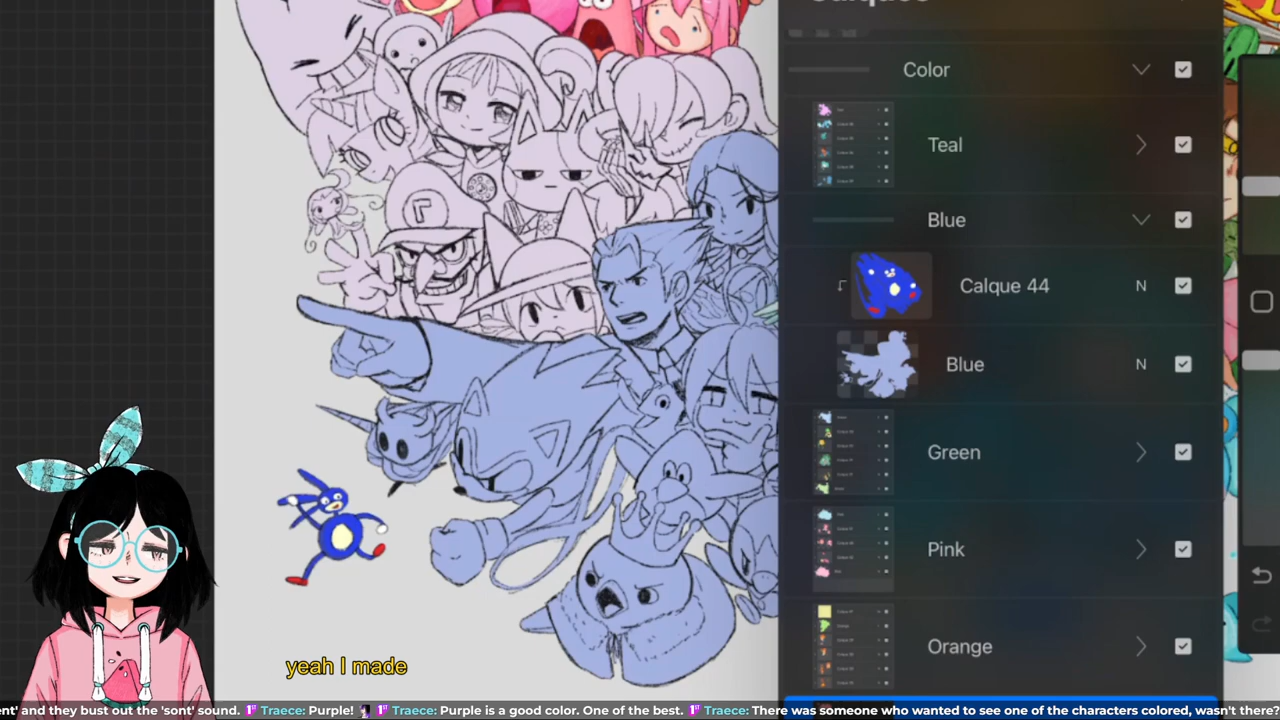 Color
Teal
Blue
Calque 44
N
Blue
N
Green
Pink
Orange
yeah I made
ent' and they bust out the 'sont' sound. Traece: Purple! Traece: Purple is a good color. One of the best. Traece: There was someone who wanted to see one of the characters colored, wasn't there?